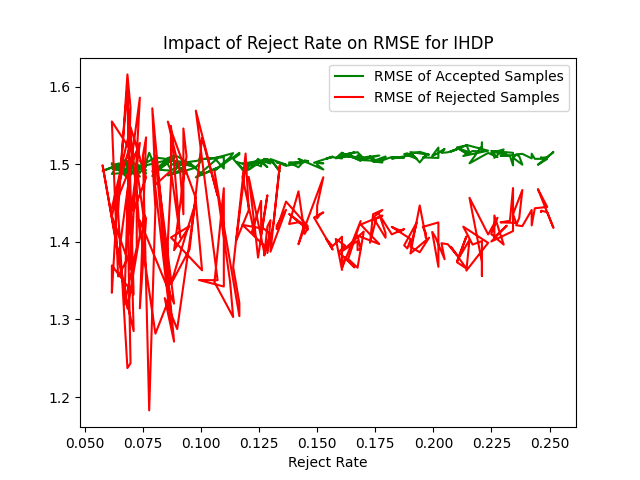 Impact of Reject Rate on RMSE for IHDP
RMSE of Accepted Samples
RMSE of Rejected Samples
1.6
1.5
1.4
1.3
1.2
0.050 0.075 0.100 0.125 0.150 0.175 0.200 0.225 0.250
Reject Rate